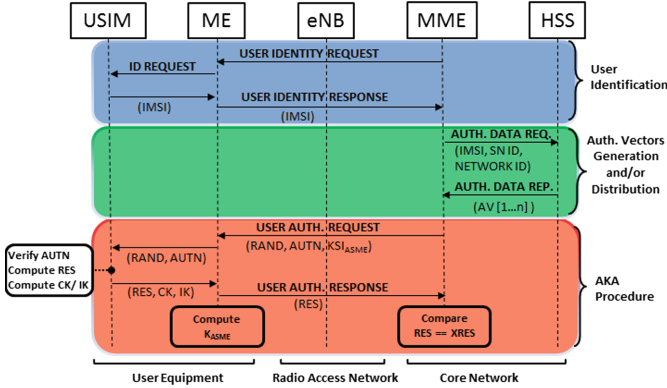 USIM ME eNB MME HSS
USER IDENTITY REQUEST
ID REQUEST
User
Identification
USER IDENTITY RESPONSE
(IMSI)
(IMSI)
AUTH. DATA REQ.
(IMSI, SN ID,
NETWORK ID)
Auth. Vectors
Generation
and/or
Distribution
AUTH. DATA REP.
(AV [1...n] )
USER AUTH. REQUEST
(RAND, AUTN)
(RAND, AUTN, KSIASME)
Verify AUTN
Compute RES
Compute CK/ IK
AKA
Procedure
(RES, CK, IK)
USER AUTH. RESPONSE
(RES)
Compute
KASME
Compare
RES == XRES
User Equipment Radio Access Network Core Network